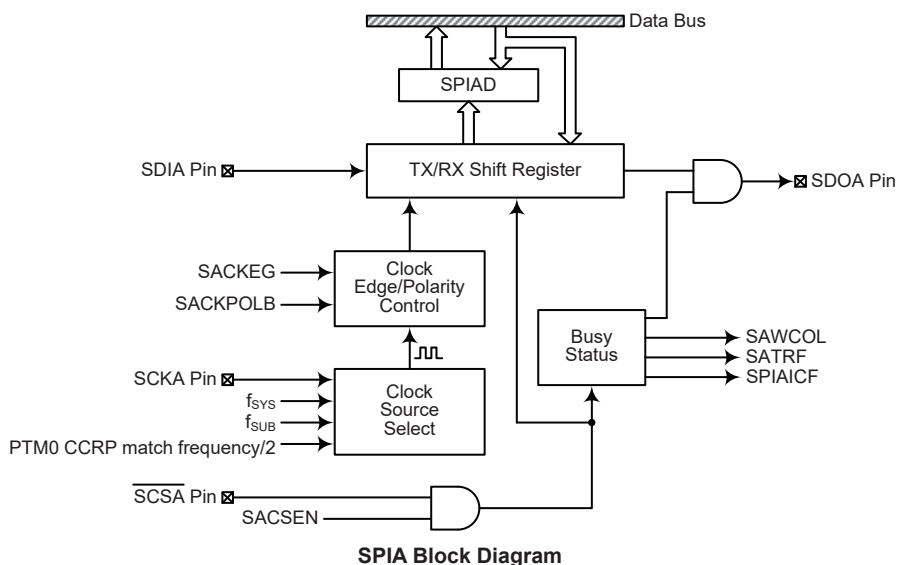 Data Bus
SPIAD
SDIA Pin
TX/RX Shift Register
SDOA Pin
SACKEG
SACKPOLB
Clock
Edge/Polarity
Control
Busy
Status
SAWCOL
SATRF
SPIAICF
SCKA Pin
fSYS
fSUB
PTM0 CCRP match frequency/2
Clock
Source
Select
SCSA Pin
SACSEN
SPIA Block Diagram